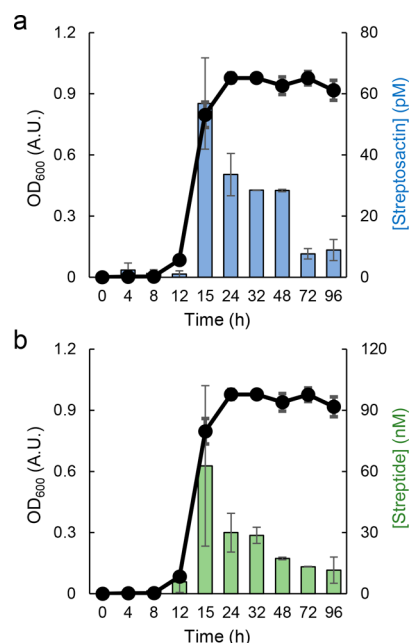 a
1.2
0.9
0.6
0.3
0
OD600 (A.U.)
80
60
40
20
0
[Streptosactin] (pM)
0 4 8 12 15 24 32 48 72 96
Time (h)
b
1.2
0.9
0.6
0.3
0
OD600 (A.U.)
120
90
60
30
0
[Streptide] (nM)
0 4 8 12 15 24 32 48 72 96
Time (h)